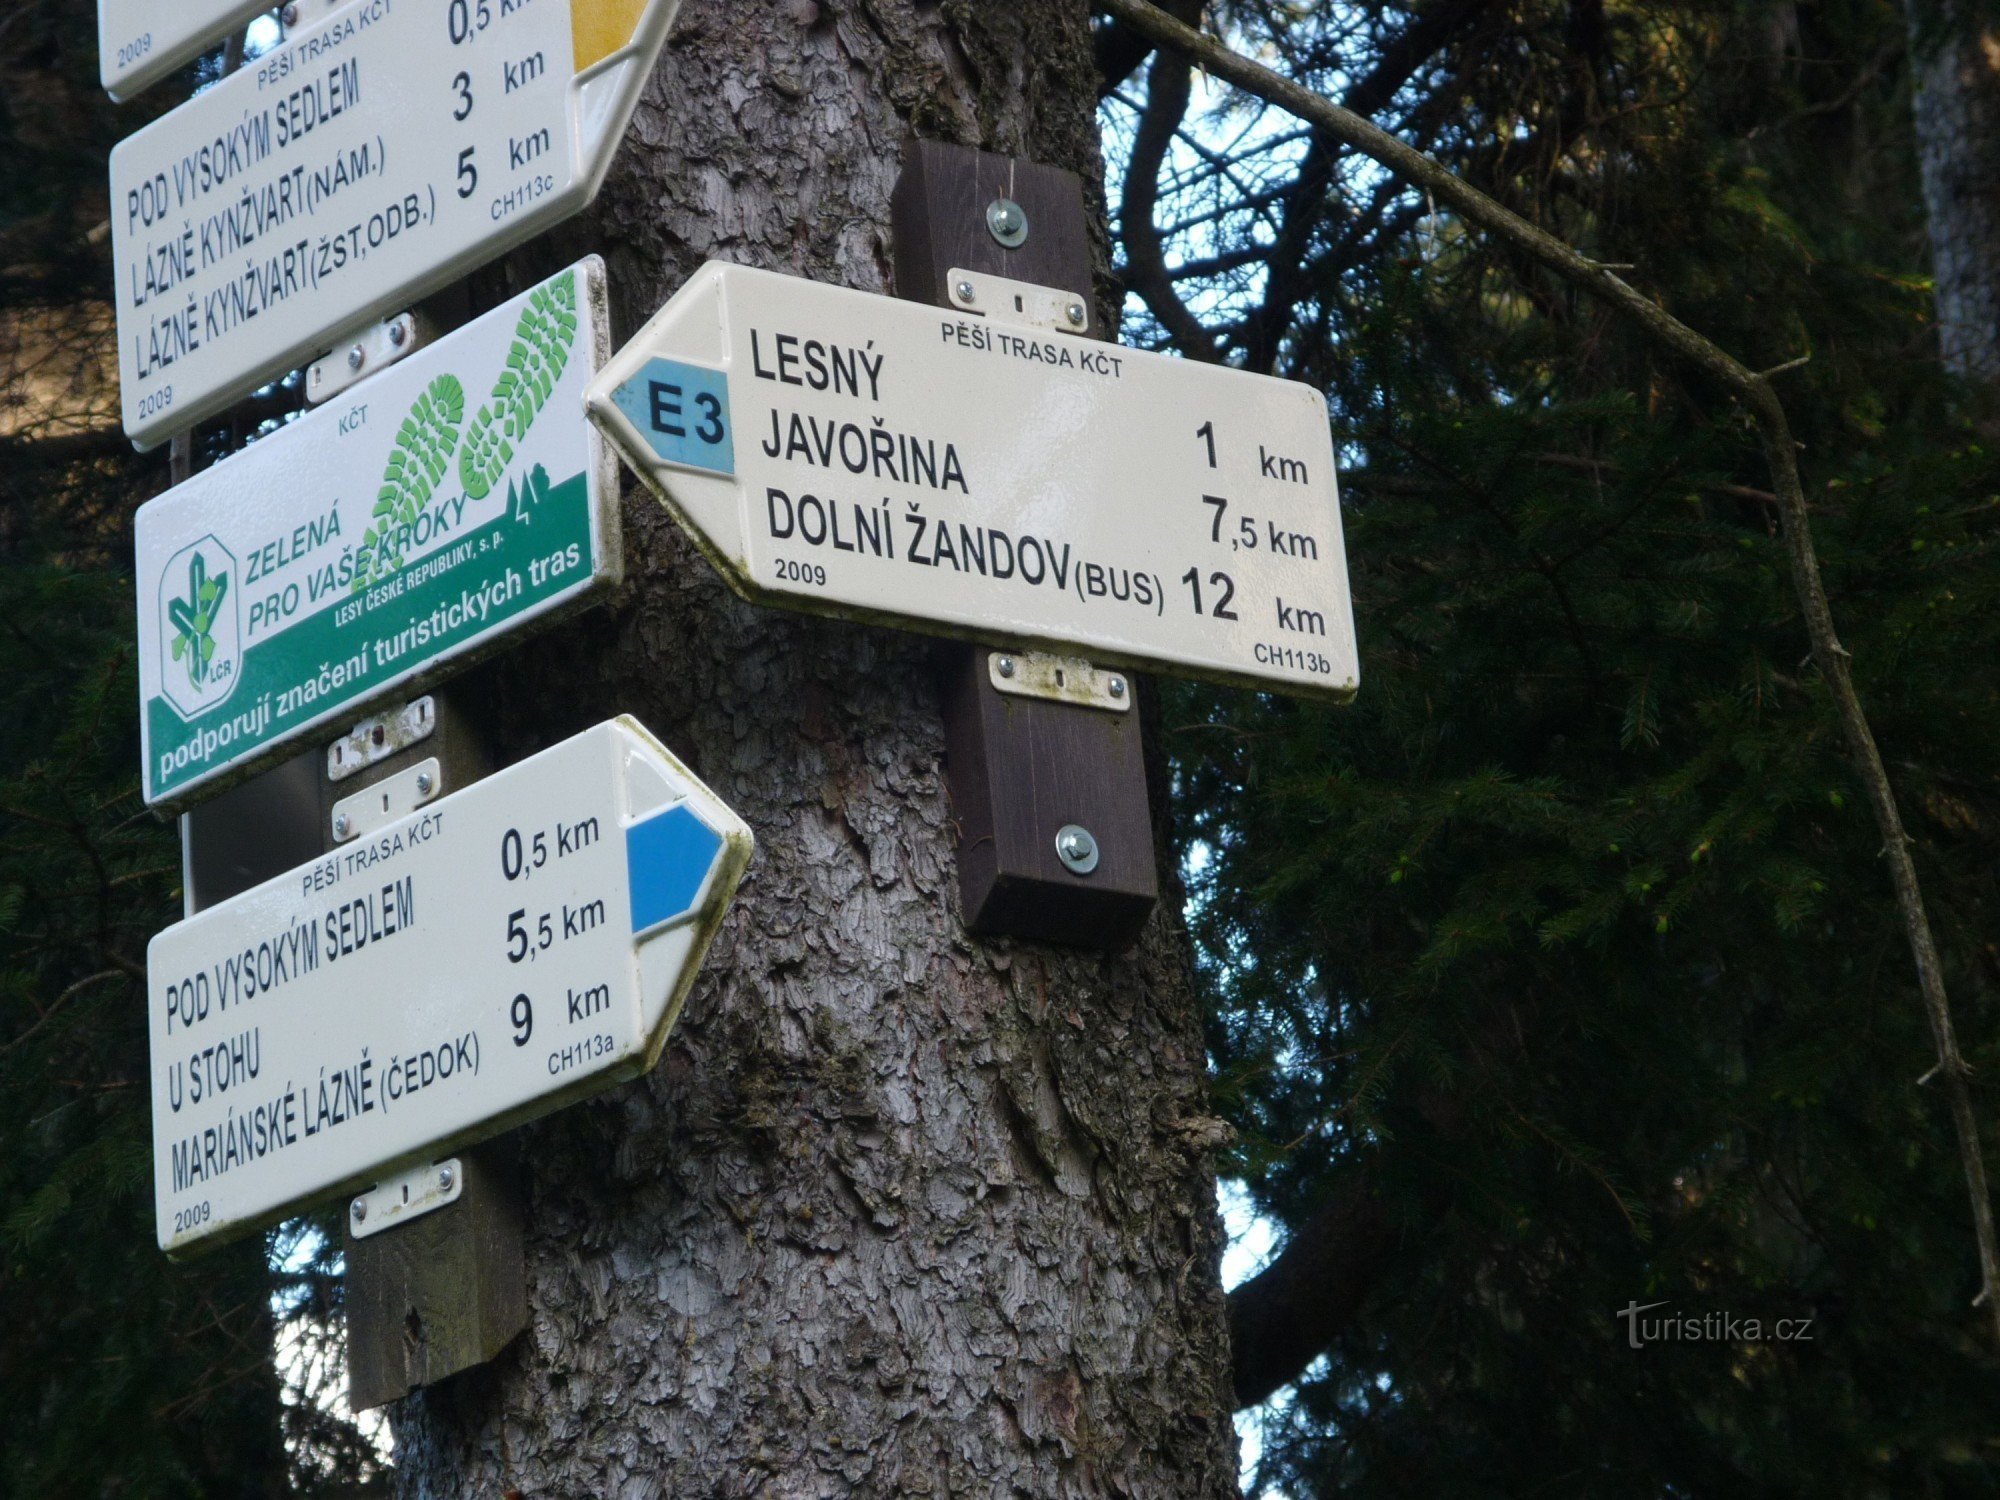 2009
PĚŠÍ TRASA KČT
POD VYSOKÝM SEDLEM 0,5 km
LÁZNĚ KYNŽVART(NÁM.) 3 km
LÁZNĚ KYNŽVART(ŽST,ODB.) 5 km
2009 CH113c
KČT
ZELENÁ
PRO VAŠE KROKY
LESY ČESKÉ REPUBLIKY, s. p.
LČR
podporují značení turistických tras
PĚŠÍ TRASA KČT
E3
LESNÝ 1 km
JAVOŘINA 7,5 km
DOLNÍ ŽANDOV(BUS) 12 km
2009 CH113b
PĚŠÍ TRASA KČT
POD VYSOKÝM SEDLEM 0,5 km
U STOHU 5,5 km
MARIÁNSKÉ LÁZNĚ (ČEDOK) 9 km
2009 CH113a
Turistika.cz